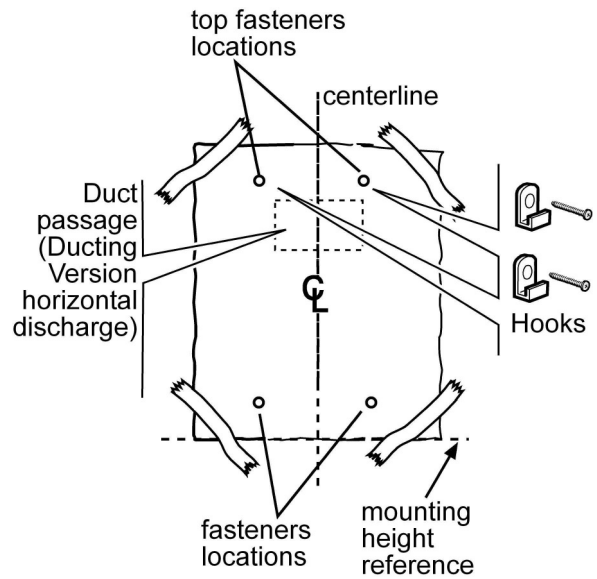 top fasteners
locations
centerline
Duct
passage
(Ducting
Version
horizontal
discharge)
CL
Hooks
fasteners
locations
mounting
height
reference